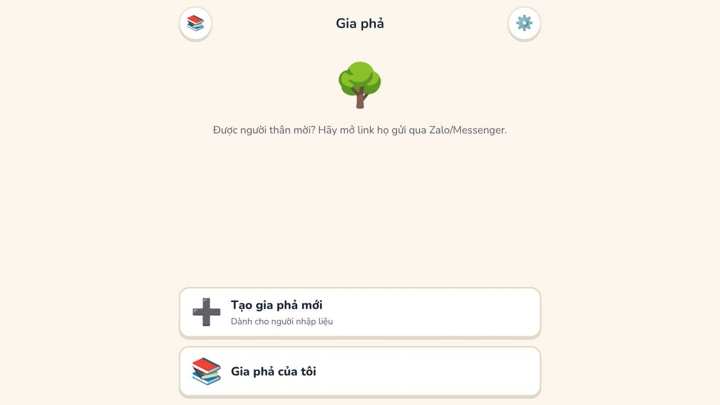 Gia phả
Được người thân mời? Hãy mở link họ gửi qua Zalo/Messenger.
Tạo gia phả mới
Dành cho người nhập liệu
Gia phả của tôi